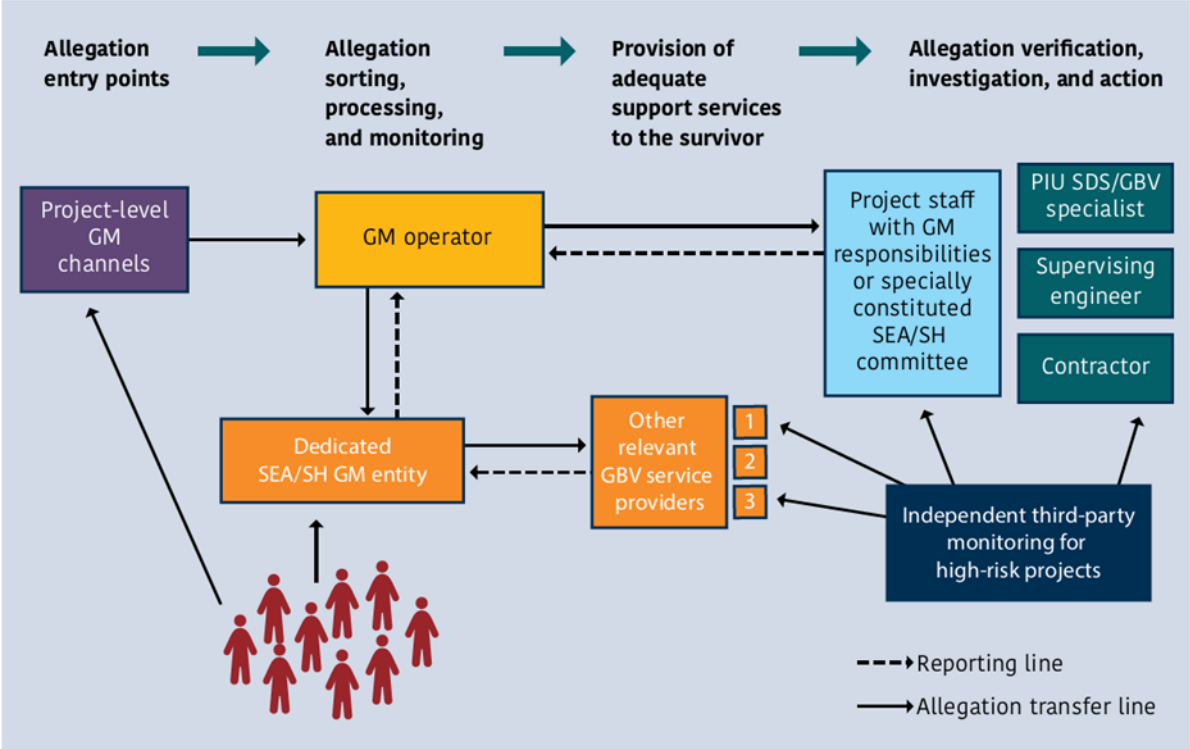 Allegation
entry points
Allegation
sorting,
processing,
and monitoring
Provision of
adequate
support services
to the survivor
Allegation verification,
investigation, and action
Project-level
GM
channels
GM operator
Project staff
with GM
responsibilities
or specially
constituted
SEA/SH
committee
PIU SDS/GBV
specialist
Supervising
engineer
Contractor
Dedicated
SEA/SH GM entity
Other
relevant
GBV service
providers
1
2
3
Independent third-party
monitoring for
high-risk projects
Reporting line
Allegation transfer line